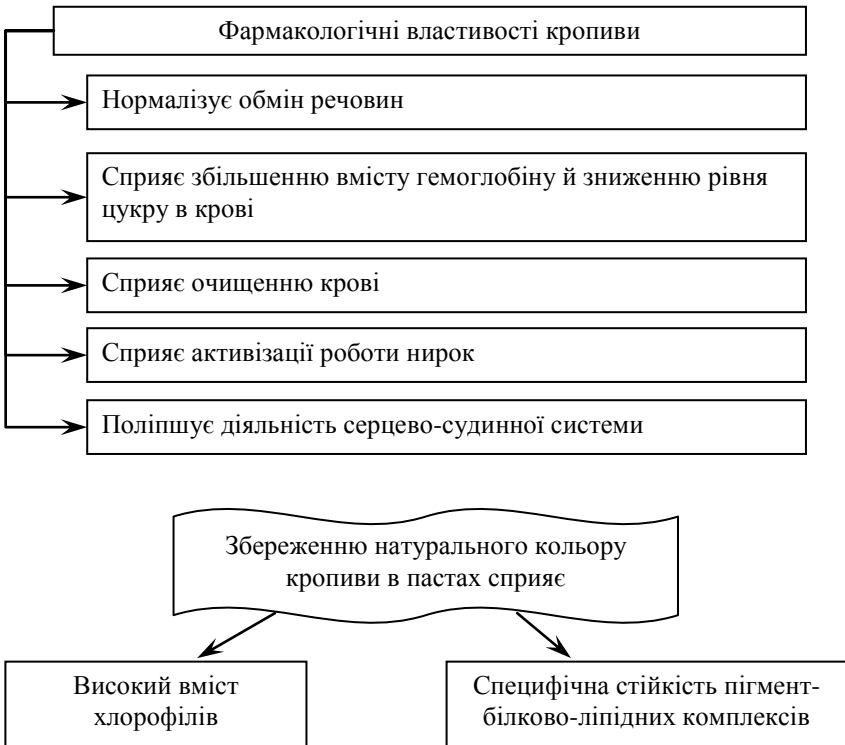 Фармакологічні властивості кропиви
Нормалізує обмін речовин
Сприяє збільшенню вмісту гемоглобіну й зниженню рівня
цукру в крові
Сприяє очищенню крові
Сприяє активізації роботи нирок
Поліпшує діяльність серцево-судинної системи
Збереженню натурального кольору
кропиви в пастах сприяє
Високий вміст
хлорофілів
Специфічна стійкість пігмент-
білково-ліпідних комплексів